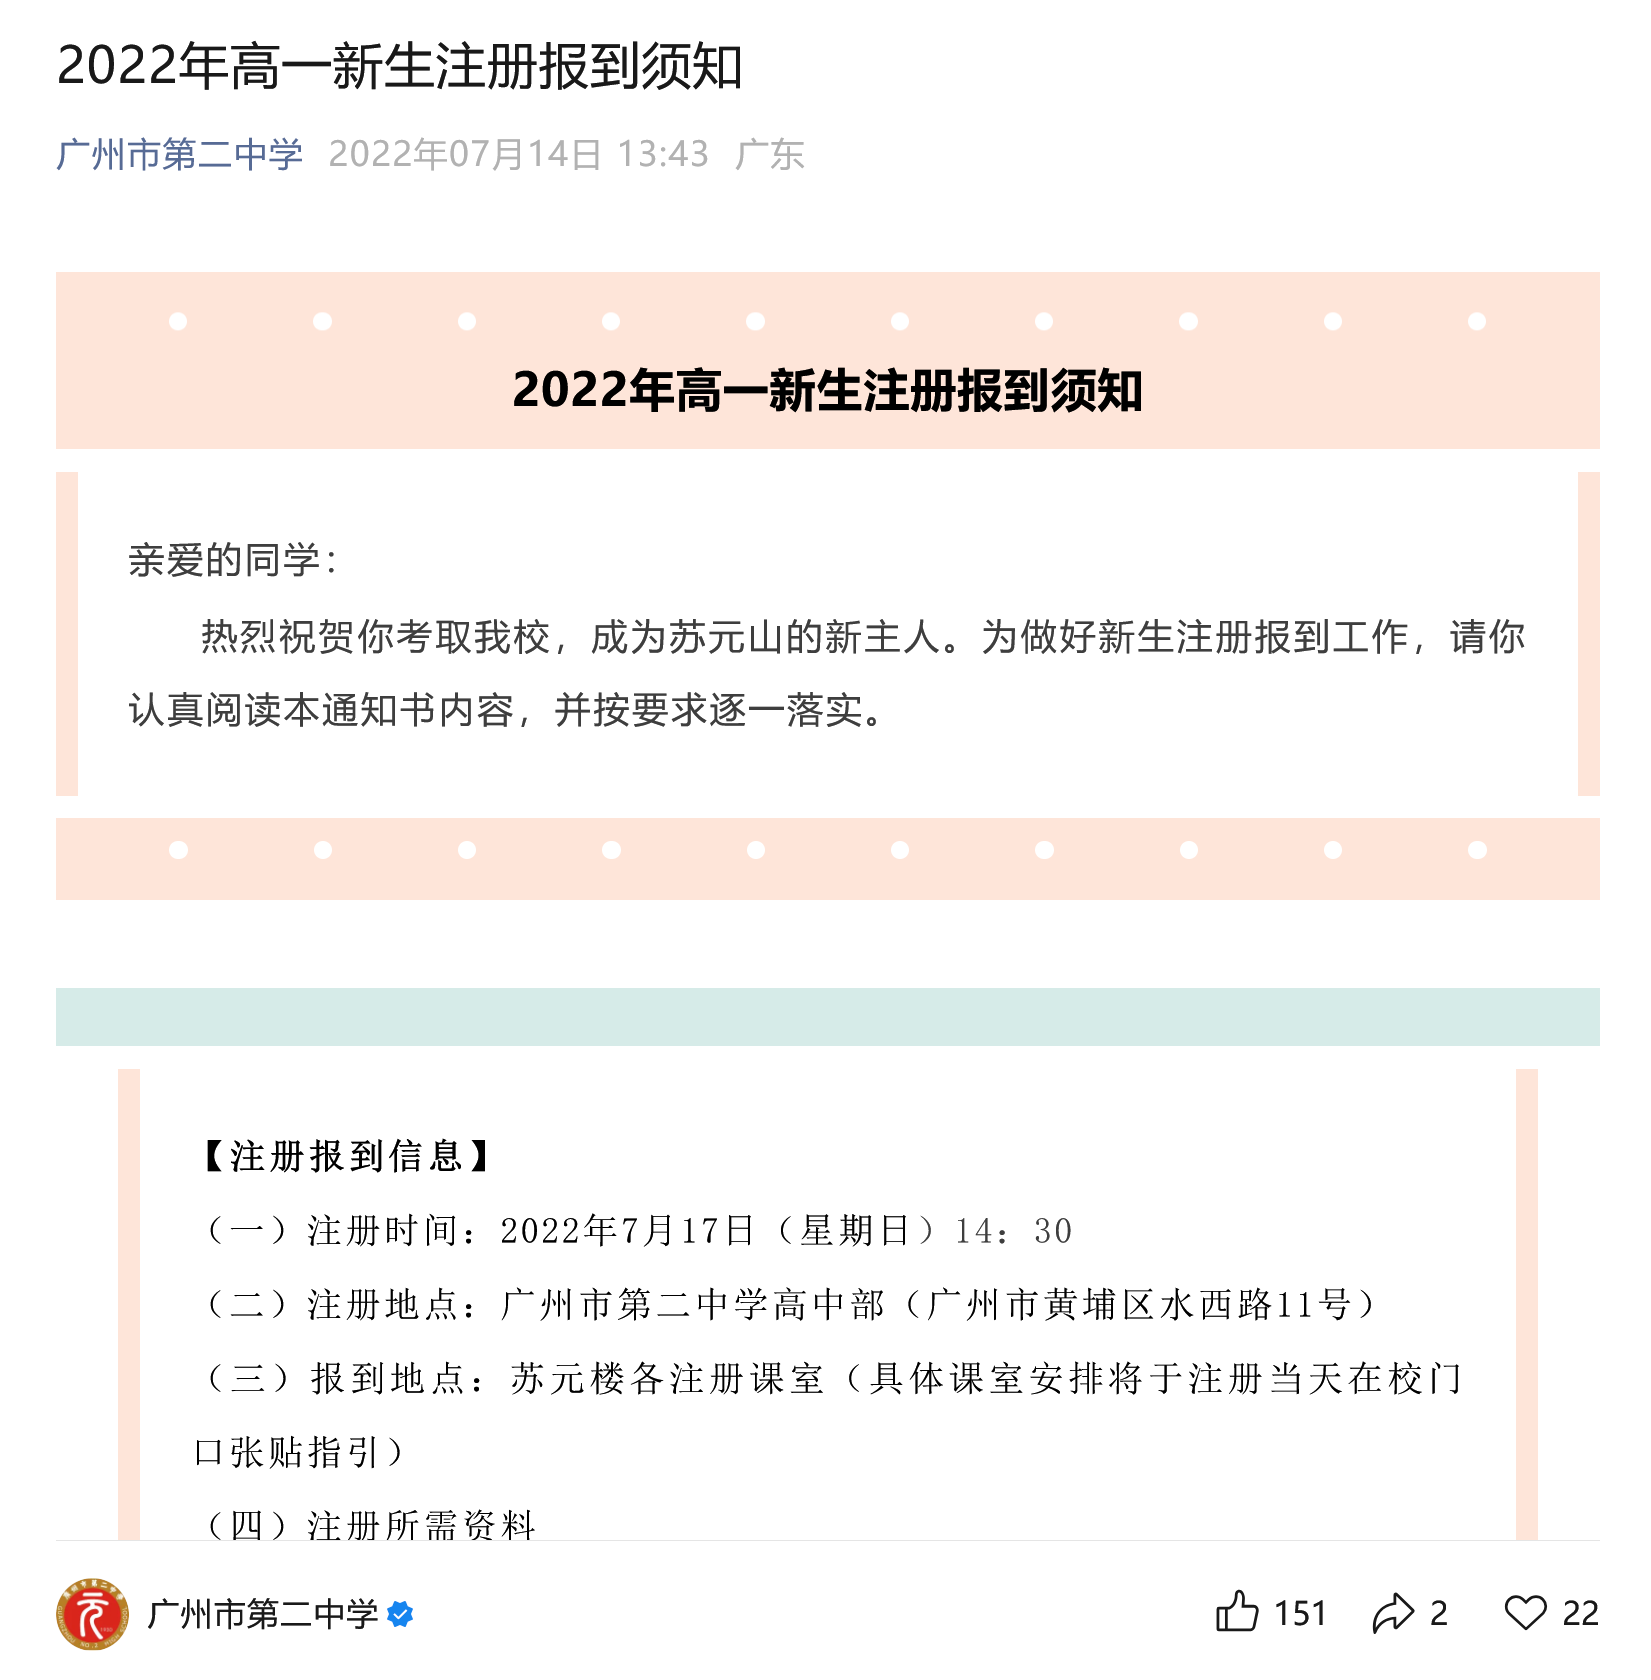 2022年高一新生注册报到须知
广州市第二中学 2022年07月14日 13:43 广东
2022年高一新生注册报到须知
亲爱的同学：
热烈祝贺你考取我校，成为苏元山的新主人。为做好新生注册报到工作，请你
认真阅读本通知书内容，并按要求逐一落实。
【注册报到信息】
（一）注册时间：2022年7月17日（星期日）14：30
（二）注册地点：广州市第二中学高中部（广州市黄埔区水西路11号）
（三）报到地点：苏元楼各注册课室（具体课室安排将于注册当天在校门
口张贴指引）
（四）注册所需资料
广州市第二中学 151 2 22